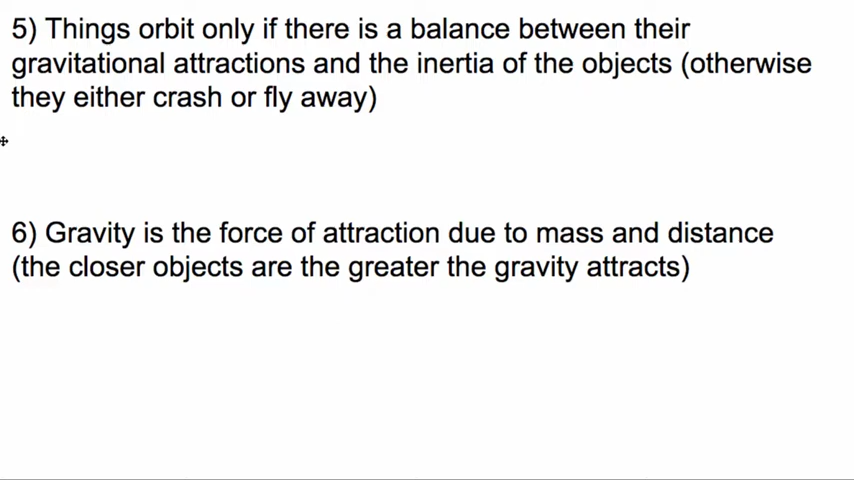 5) Things orbit only if there is a balance between their
gravitational attractions and the inertia of the objects (otherwise
they either crash or fly away)
6) Gravity is the force of attraction due to mass and distance
(the closer objects are the greater the gravity attracts)